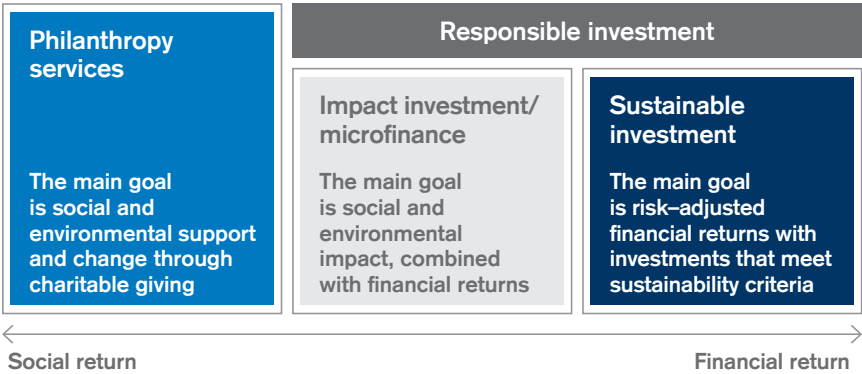 Philanthropy
services
The main goal
is social and
environmental support
and change through
charitable giving
Responsible investment
Impact investment/
microfinance
The main goal
is social and
environmental
impact, combined
with financial returns
Sustainable
investment
The main goal
is risk–adjusted
financial returns with
investments that meet
sustainability criteria
Social return
Financial return